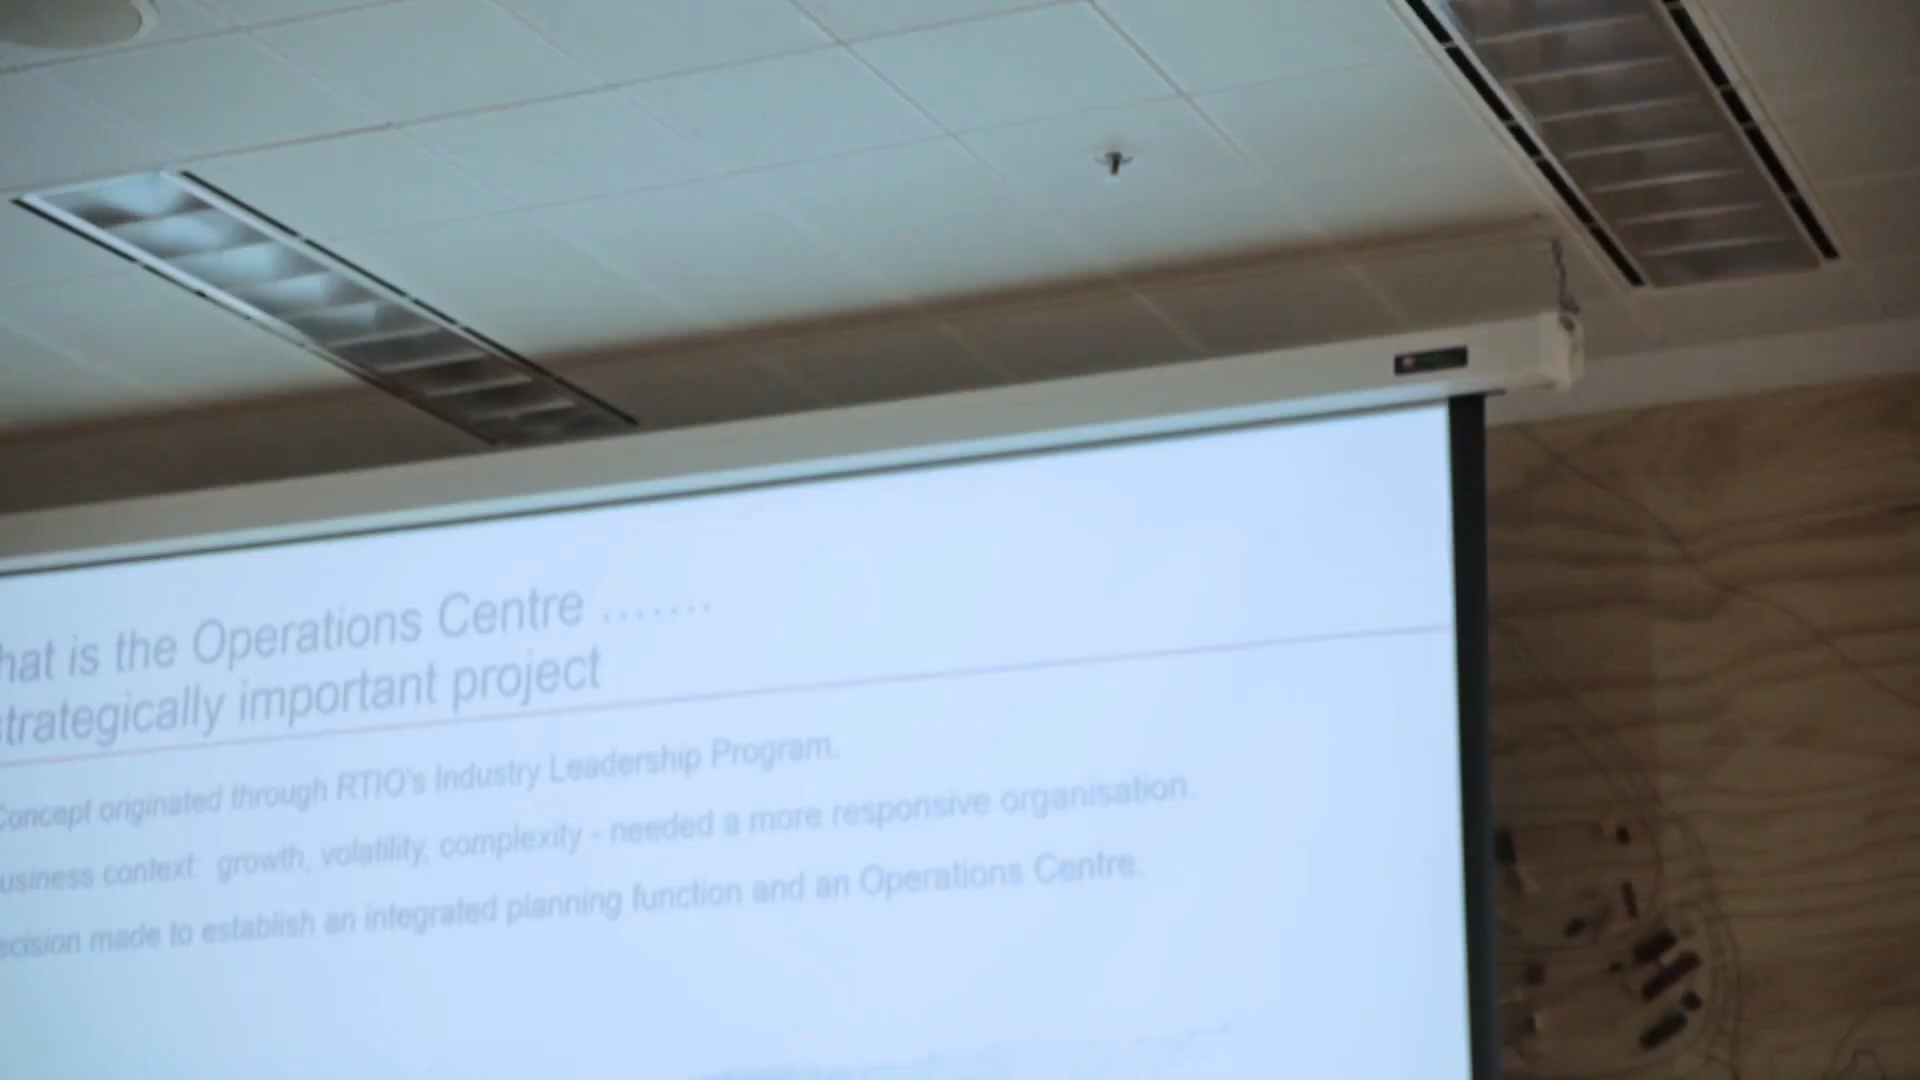 hat is the Operations Centre .......
strategically important project
Concept originated through RTIO's Industry Leadership Program.
usiness context: growth, volatility, complexity - needed a more responsive organisation.
ecision made to establish an integrated planning function and an Operations Centre.